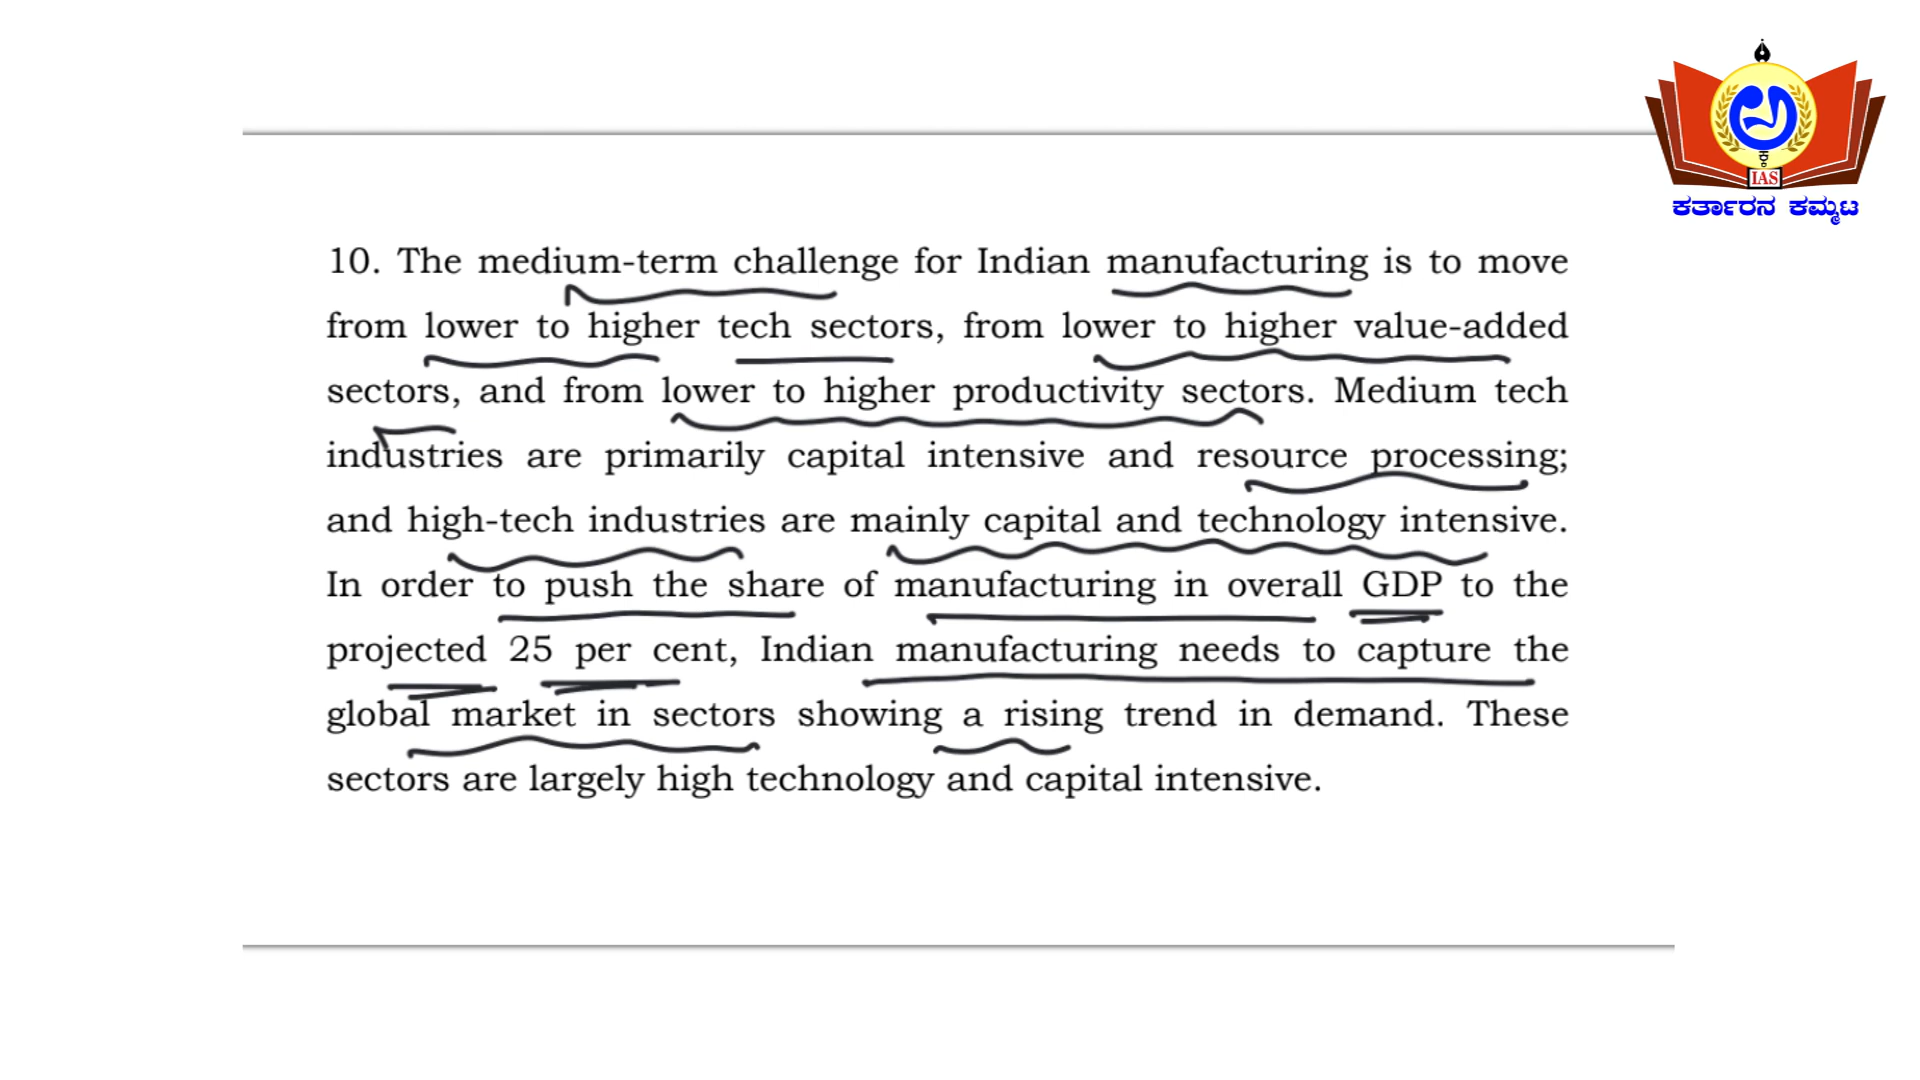 IAS
ಕರ್ತಾರನ ಕಮ್ಮಟ
10. The medium-term challenge for Indian manufacturing is to move
from lower to higher tech sectors, from lower to higher value-added
sectors, and from lower to higher productivity sectors. Medium tech
industries are primarily capital intensive and resource processing;
and high-tech industries are mainly capital and technology intensive.
In order to push the share of manufacturing in overall GDP to the
projected 25 per cent, Indian manufacturing needs to capture the
global market in sectors showing a rising trend in demand. These
sectors are largely high technology and capital intensive.